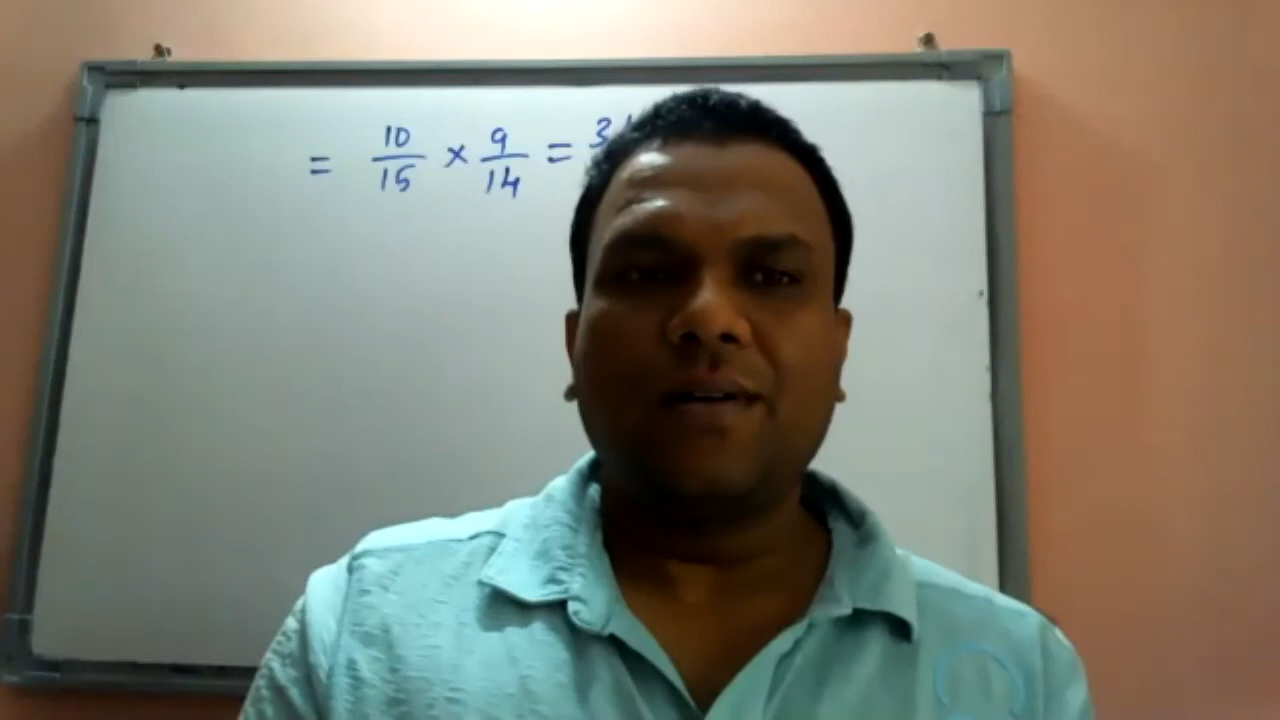 = 10/15 × 9/14 = 3